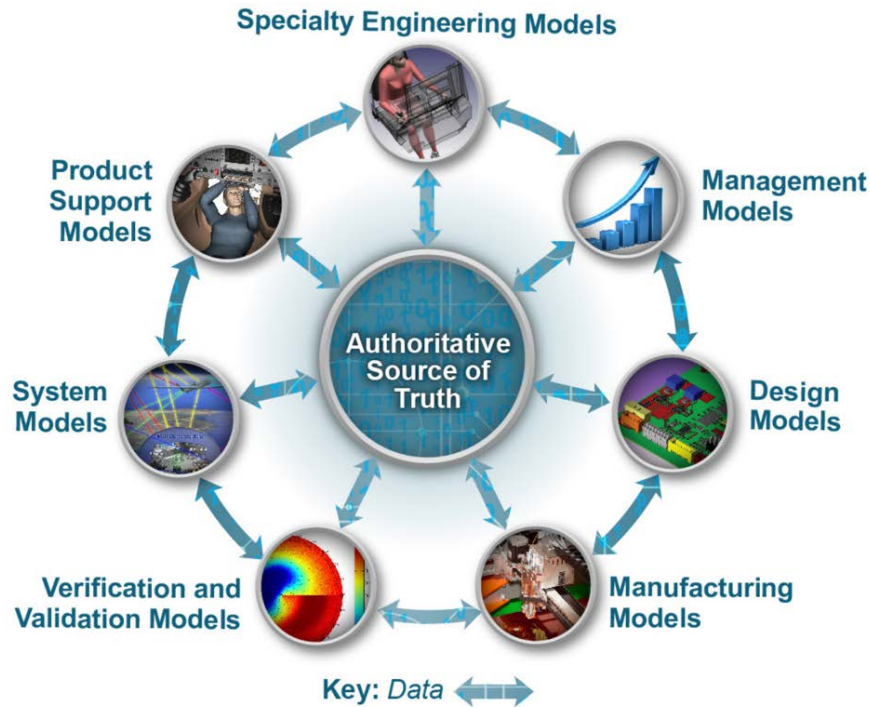 Specialty Engineering Models
Product
Support
Models
Management
Models
Authoritative
Source of
Truth
System
Models
Design
Models
Verification and
Validation Models
Manufacturing
Models
Key: Data